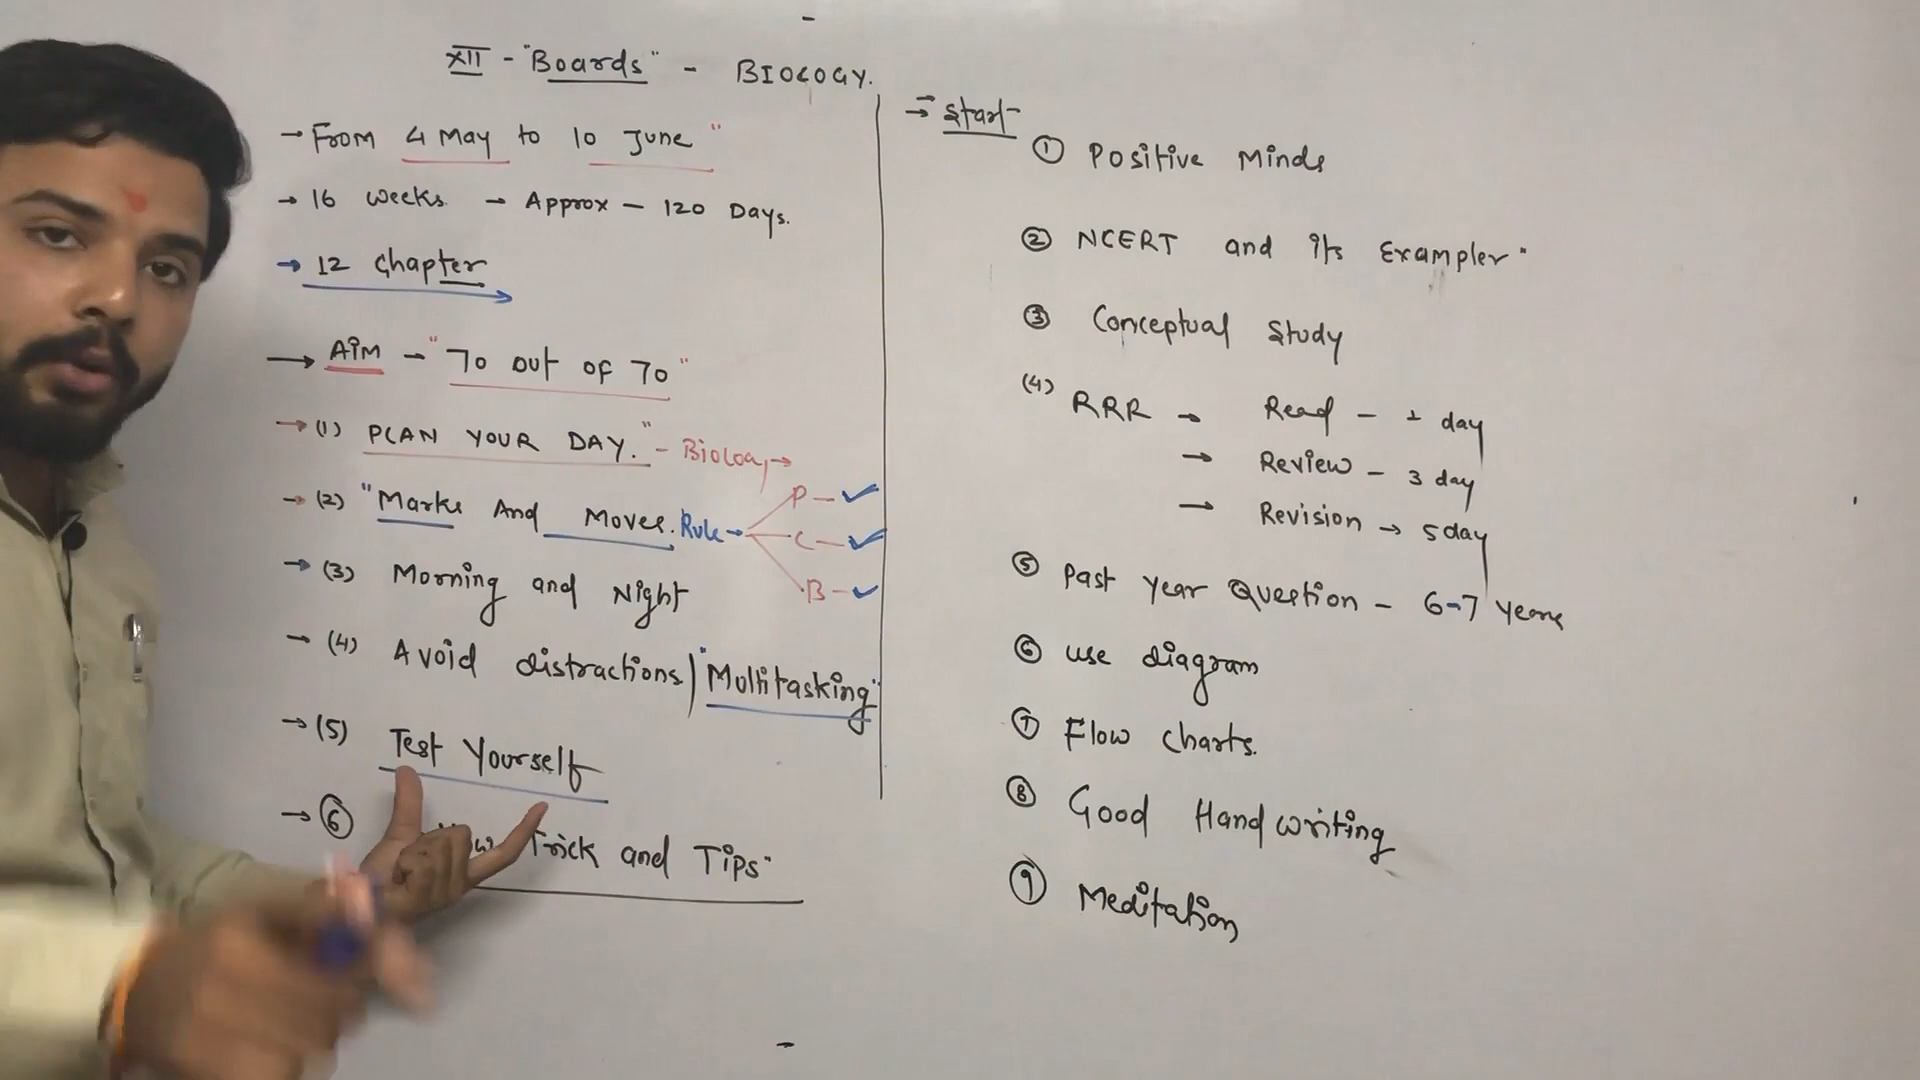 XII - "Boards" - BIOLOGY.
→ From 4 May to 10 June"
→ 16 weeks → Approx - 120 Days.
→ 12 Chapter
→ AIM - "70 out of 70"
→ (1) PLAN YOUR DAY." - Biology →
→ (2) "Marks And Moves. Rule →
P - ✓
C - ✓
B - ✓
→ (3) Morning and Night
→ (4) Avoid distractions / "Multitasking"
→ (5) Test Yourself
→ ⑥ Trick and Tips"
→ Start
① Positive Minds
② NCERT and its Exampler"
③ Conceptual Study
(4) RRR → Read - 1 day
→ Review - 3 day
→ Revision → 5 day
⑤ Past Year Question - 6-7 years
⑥ use diagram
⑦ Flow charts.
⑧ Good Handwriting
⑨ Meditation